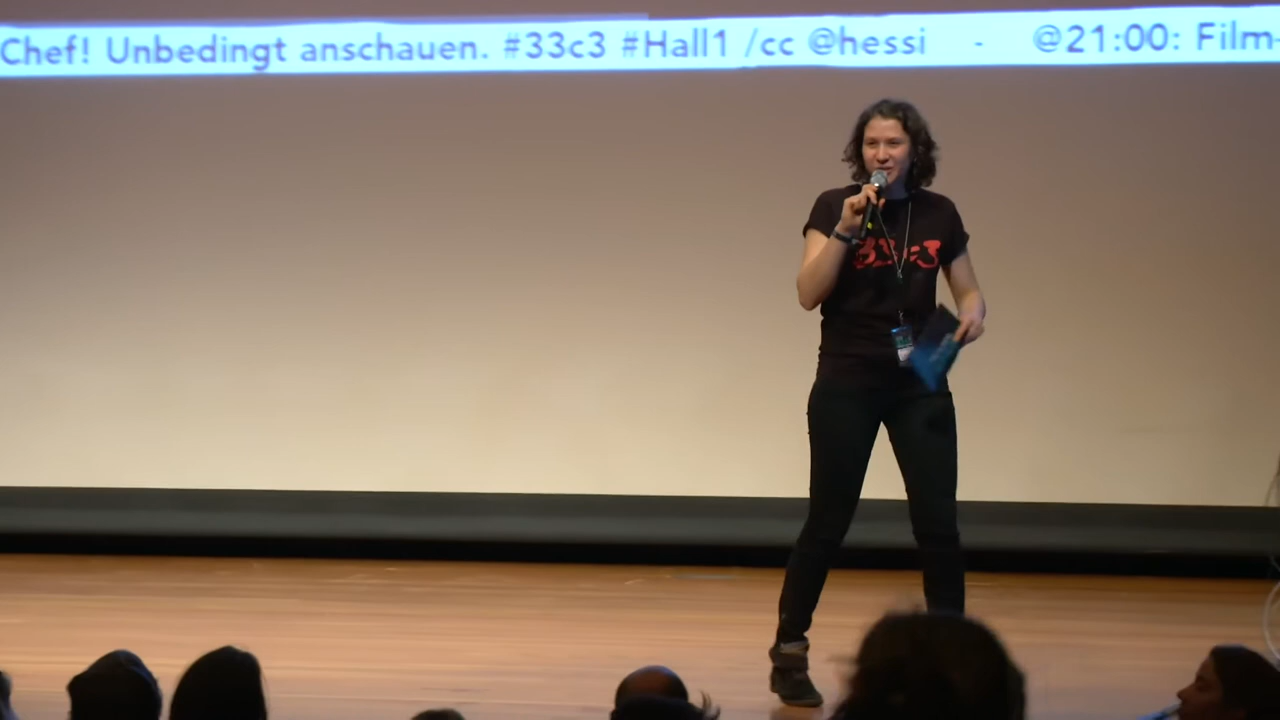 Chef! Unbedingt anschauen. #33c3 #Hall1 /cc @hessi - @21:00: Film-
33c3